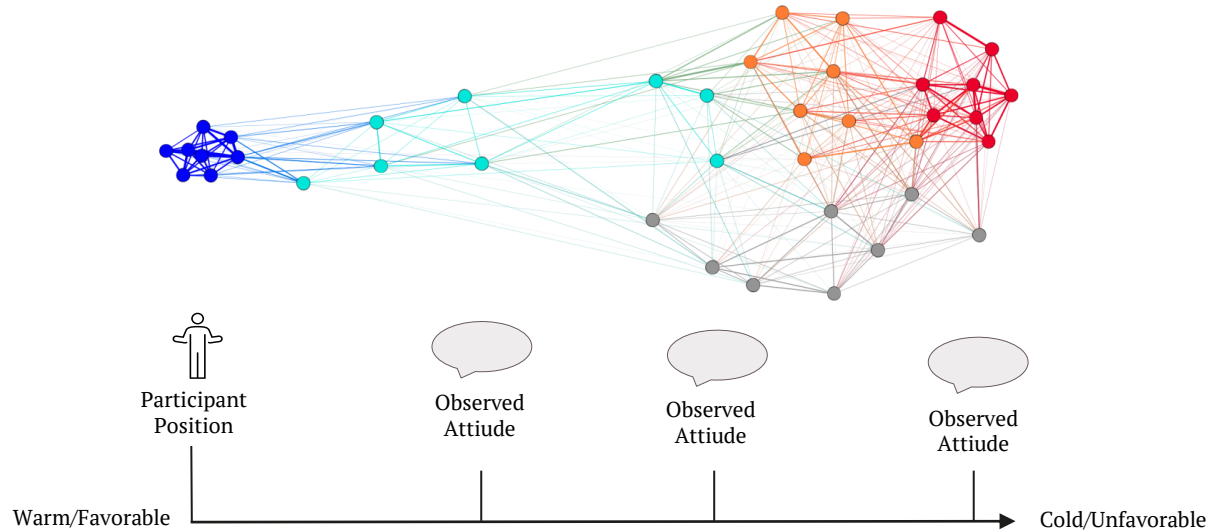 Participant
Position
Observed
Attiude
Observed
Attiude
Observed
Attiude
Warm/Favorable
Cold/Unfavorable